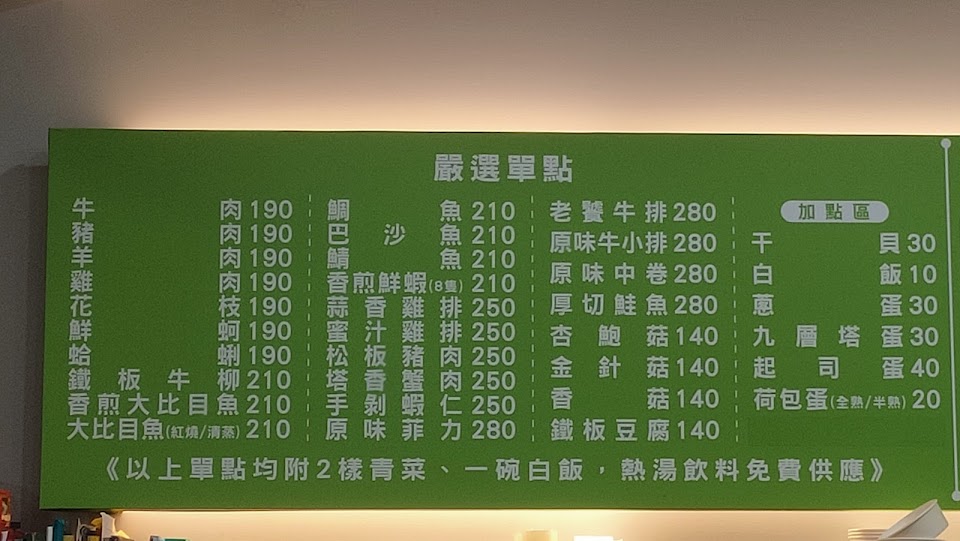 嚴選單點
牛肉190
豬肉190
羊肉190
雞肉190
花枝190
鮮蚵190
蛤蜊190
鐵板牛柳210
香煎大比目魚210
大比目魚(紅燒/清蒸)210
鯛魚210
巴沙魚210
鯖魚210
香煎鮮蝦(8隻)210
蒜香雞排250
蜜汁雞排250
松板豬肉250
塔香蟹肉250
手剝蝦仁250
原味菲力280
老饕牛排280
原味牛小排280
原味中卷280
厚切鮭魚280
杏鮑菇140
金針菇140
香菇140
鐵板豆腐140
加點區
干貝30
白飯10
蔥蛋30
九層塔蛋30
起司蛋40
荷包蛋(全熟/半熟)20
《以上單點均附2樣青菜、一碗白飯，熱湯飲料免費供應》